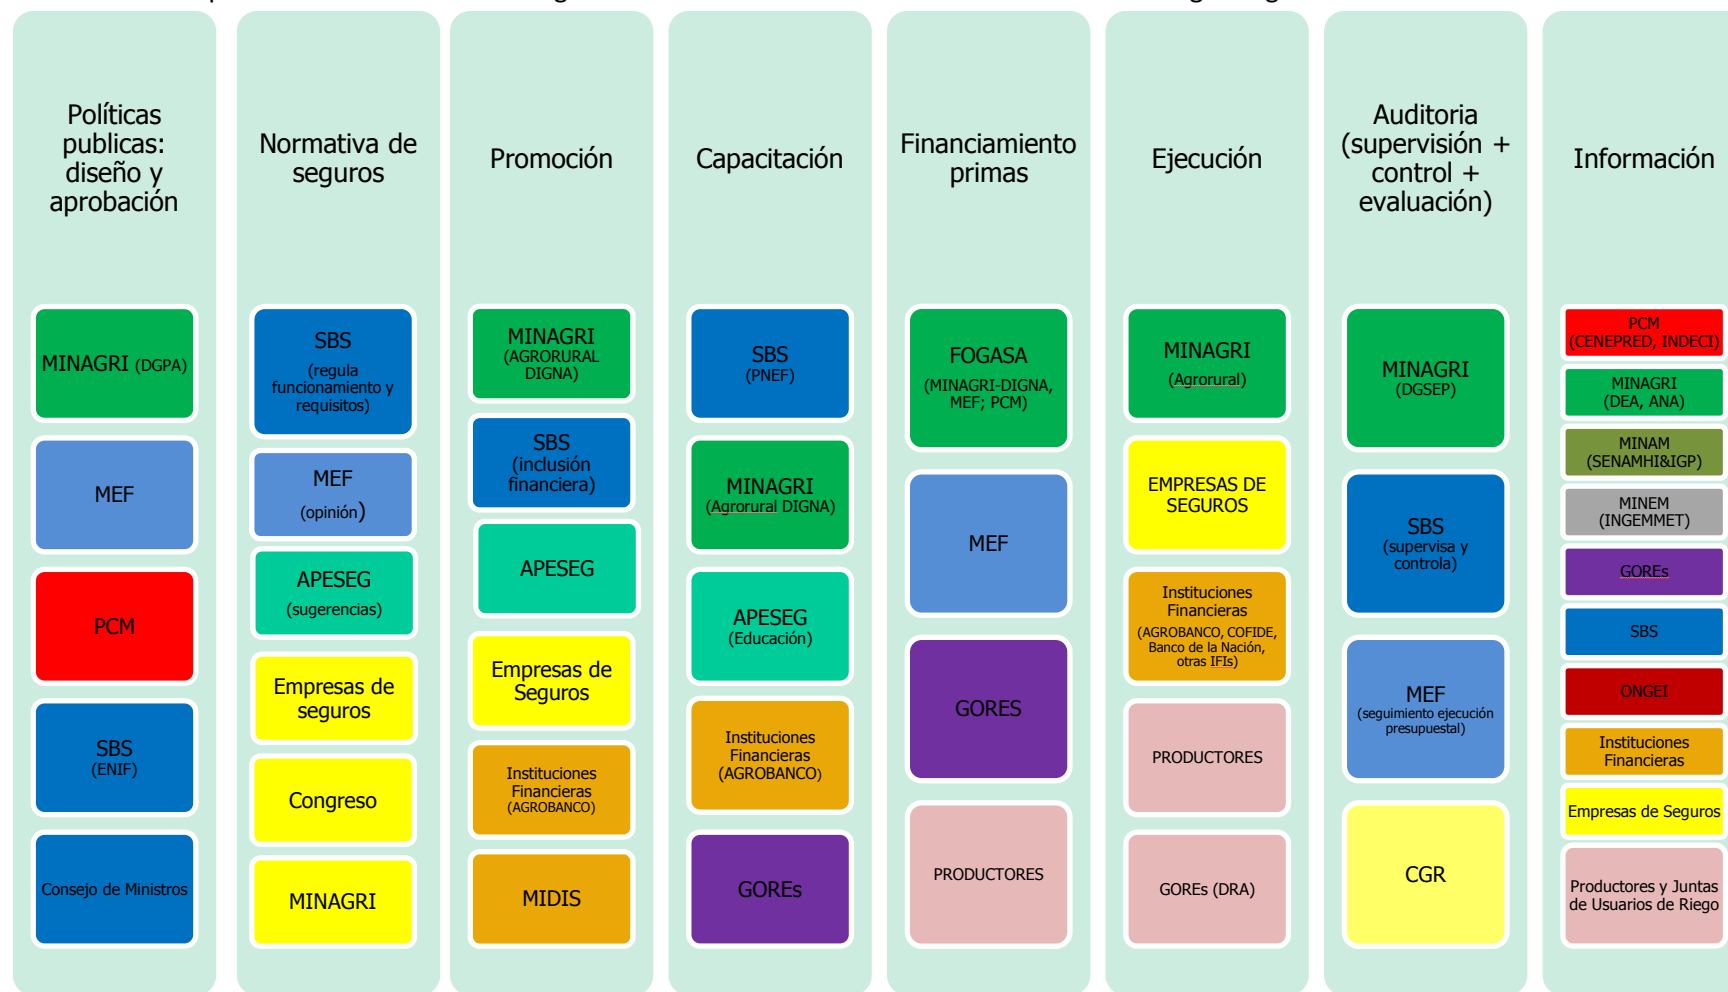 Políticas
publicas:
diseño y
aprobación
MINAGRI (DGPA)
MEF
PCM
SBS
(ENIF)
Consejo de Ministros
Normativa de
seguros
SBS
(regula
funcionamiento y
requisitos)
MEF
(opinión)
APESEG
(sugerencias)
Empresas de
seguros
Congreso
MINAGRI
Promoción
MINAGRI
(AGRORURAL
DIGNA)
SBS
(inclusión
financiera)
APESEG
Empresas de
Seguros
Instituciones
Financieras
(AGROBANCO)
MIDIS
Capacitación
SBS
(PNEF)
MINAGRI
(Agrorural DIGNA)
APESEG
(Educación)
Instituciones
Financieras
(AGROBANCO)
GOREs
Financiamiento
primas
FOGASA
(MINAGRI-DIGNA,
MEF; PCM)
MEF
GORES
PRODUCTORES
Ejecución
MINAGRI
(Agrorural)
EMPRESAS DE
SEGUROS
Instituciones
Financieras
(AGROBANCO, COFIDE,
Banco de la Nación,
otras IFIs)
PRODUCTORES
GOREs (DRA)
Auditoria
(supervisión +
control +
evaluación)
MINAGRI
(DGSEP)
SBS
(supervisa y
controla)
MEF
(seguimiento ejecución
presupuestal)
CGR
Información
PCM
(CENEPRED, INDECI)
MINAGRI
(DEA, ANA)
MINAM
(SENAMHI&IGP)
MINEM
(INGEMMET)
GOREs
SBS
ONGEI
Instituciones
Financieras
Empresas de Seguros
Productores y Juntas
de Usuarios de Riego